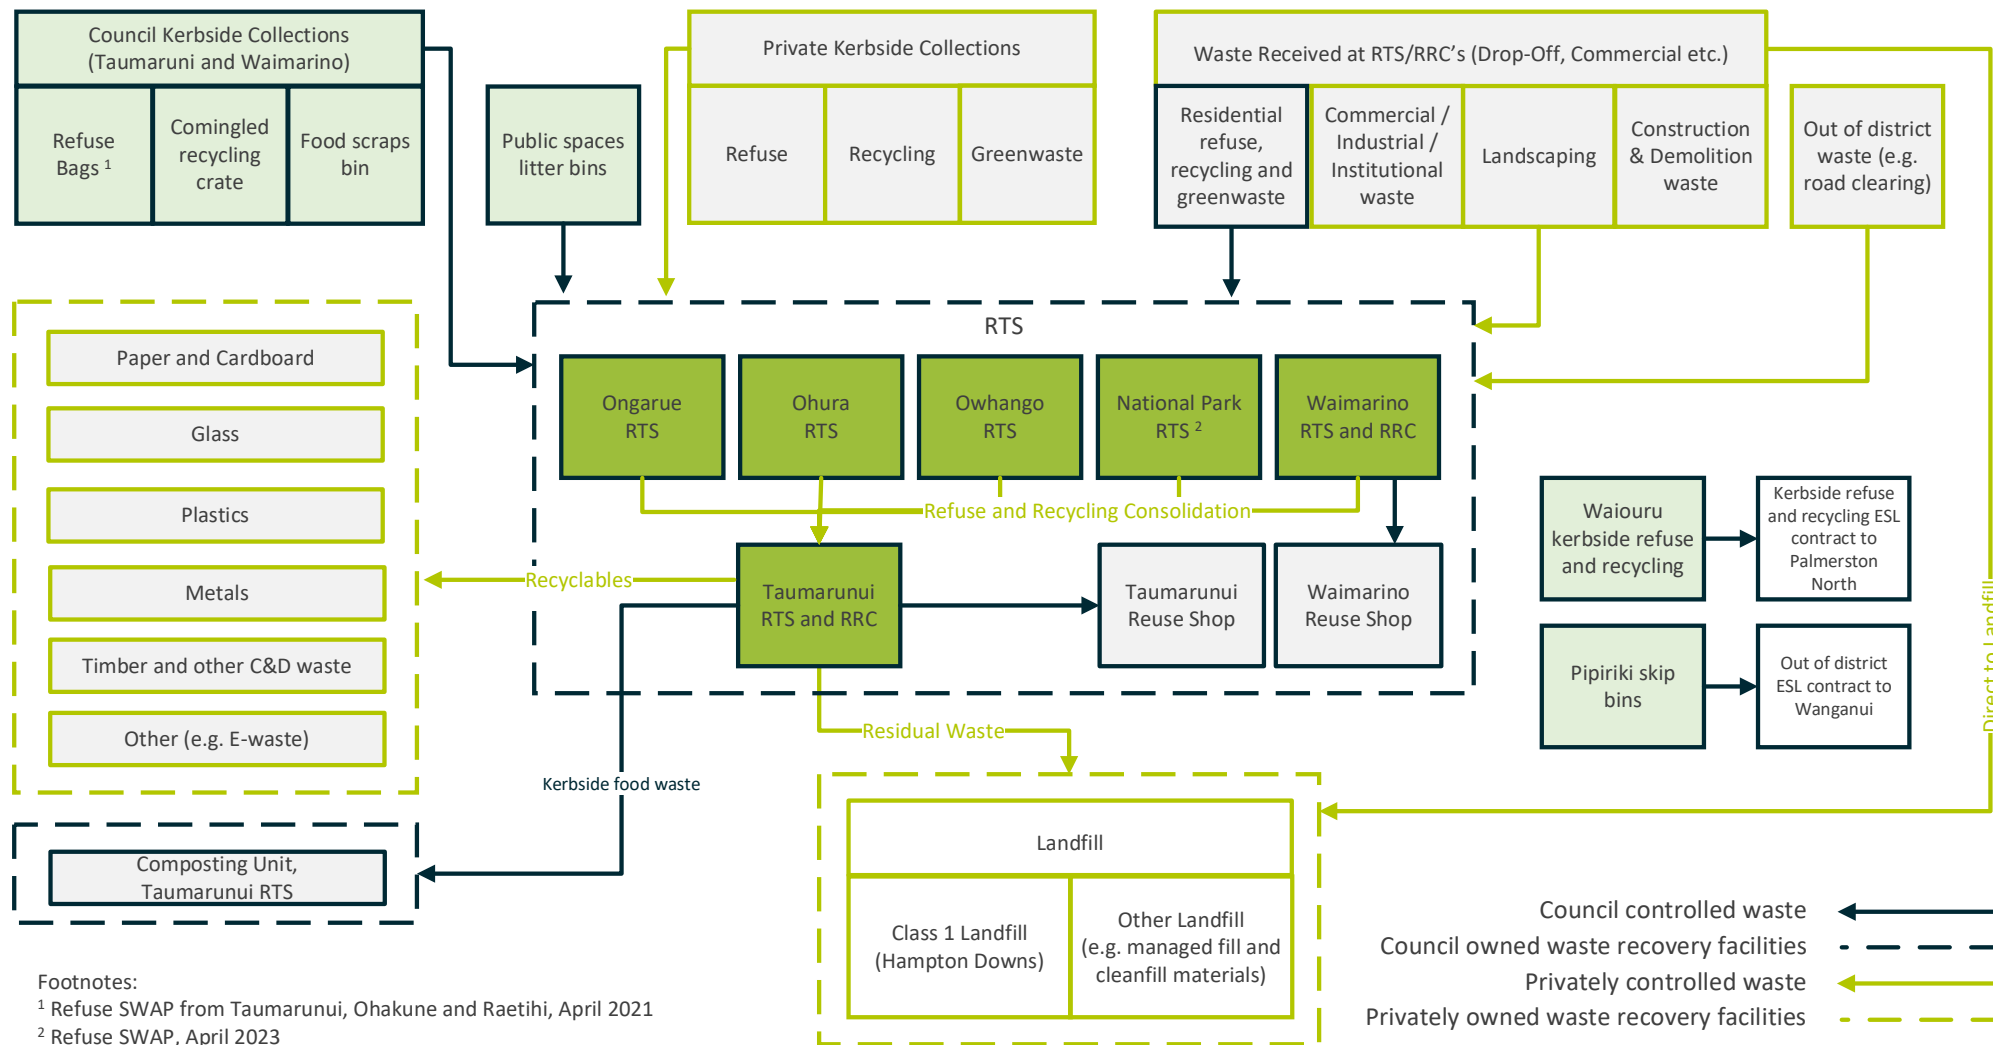 Council Kerbside Collections
(Taumaruni and Waimarino)
Refuse
Bags 1
Comingled
recycling
crate
Food scraps
bin
Public spaces
litter bins
Private Kerbside Collections
Refuse
Recycling
Greenwaste
Waste Received at RTS/RRC's (Drop-Off, Commercial etc.)
Residential
refuse,
recycling and
greenwaste
Commercial /
Industrial /
Institutional
waste
Landscaping
Construction
& Demolition
waste
Out of district
waste (e.g.
road clearing)
Paper and Cardboard
Glass
Plastics
Metals
Timber and other C&D waste
Other (e.g. E-waste)
RTS
Ongarue
RTS
Ohura
RTS
Owhango
RTS
National Park
RTS 2
Waimarino
RTS and RRC
Refuse and Recycling Consolidation
Recyclables
Taumarunui
RTS and RRC
Taumarunui
Reuse Shop
Waimarino
Reuse Shop
Waiouru
kerbside refuse
and recycling
Kerbside refuse
and recycling ESL
contract to
Palmerston
North
Pipiriki skip
bins
Out of district
ESL contract to
Wanganui
Direct to Landfill
Residual Waste
Kerbside food waste
Composting Unit,
Taumarunui RTS
Landfill
Class 1 Landfill
(Hampton Downs)
Other Landfill
(e.g. managed fill and
cleanfill materials)
Council controlled waste
Council owned waste recovery facilities
Privately controlled waste
Privately owned waste recovery facilities
Footnotes:
1 Refuse SWAP from Taumarunui, Ohakune and Raetihi, April 2021
2 Refuse SWAP, April 2023